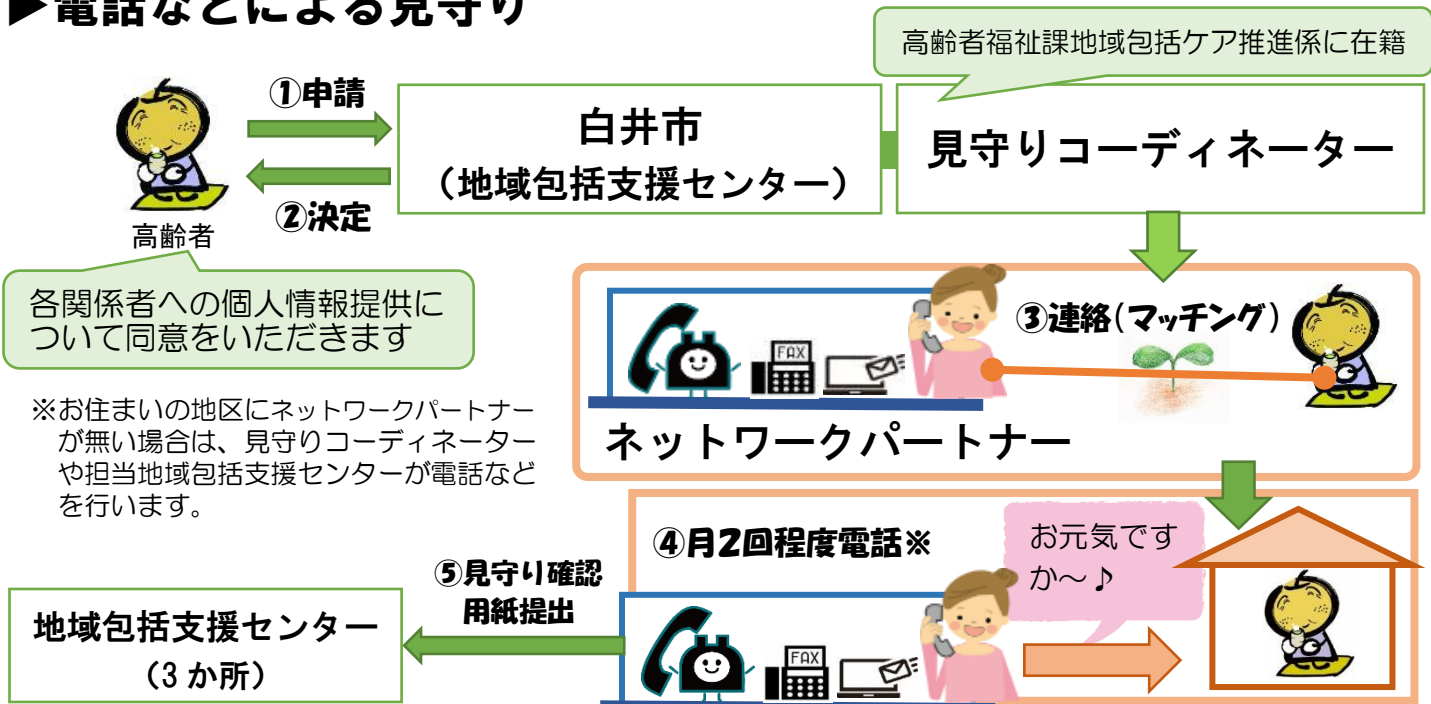 ▶電話などによる見守り
高齢者福祉課地域包括ケア推進係に在籍
①申請
白井市
(地域包括支援センター)
見守りコーディネーター
②決定
高齢者
各関係者への個人情報提供に
ついて同意をいただきます
③連絡(マッチング)
FAX
ネットワークパートナー
※お住まいの地区にネットワークパートナー
が無い場合は、見守りコーディネーター
や担当地域包括支援センターが電話など
を行います。
④月2回程度電話※
お元気です
か～♪
⑤見守り確認
用紙提出
FAX
地域包括支援センター
(3か所)